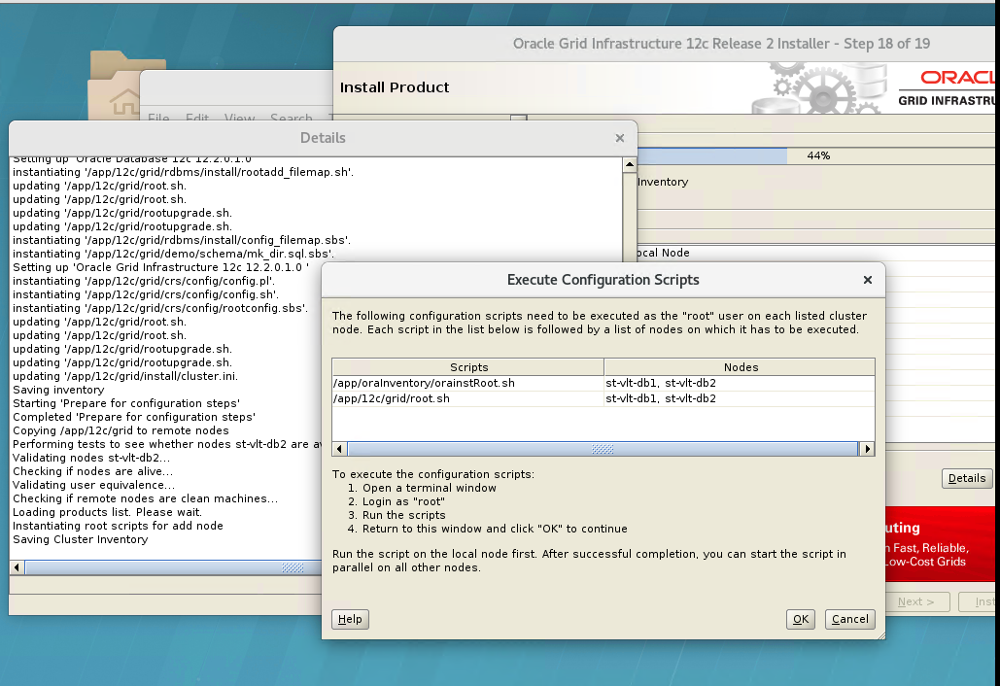 Oracle Grid Infrastructure 12c Release 2 Installer - Step 18 of 19
Install Product
ORACL
GRID INFRASTRU
File Edit View Search
Details
44%
Inventory
ocal Node
Setting up 'Oracle Database 12c 12.2.0.1.0 '
instantiating '/app/12c/grid/rdbms/install/rootadd_filemap.sh'.
updating '/app/12c/grid/root.sh.
updating '/app/12c/grid/root.sh.
updating '/app/12c/grid/rootupgrade.sh.
updating '/app/12c/grid/rootupgrade.sh.
instantiating '/app/12c/grid/rdbms/install/config_filemap.sbs'.
instantiating '/app/12c/grid/demo/schema/mk_dir.sql.sbs'.
Setting up 'Oracle Grid Infrastructure 12c 12.2.0.1.0 '
instantiating '/app/12c/grid/crs/config/config.pl'.
instantiating '/app/12c/grid/crs/config/config.sh'.
instantiating '/app/12c/grid/crs/config/rootconfig.sbs'.
updating '/app/12c/grid/root.sh.
updating '/app/12c/grid/root.sh.
updating '/app/12c/grid/rootupgrade.sh.
updating '/app/12c/grid/rootupgrade.sh.
updating '/app/12c/grid/install/cluster.ini.
Saving inventory
Starting 'Prepare for configuration steps'
Completed 'Prepare for configuration steps'
Copying /app/12c/grid to remote nodes
Performing tests to see whether nodes st-vlt-db2 are av
Validating nodes st-vlt-db2...
Checking if nodes are alive...
Validating user equivalence...
Checking if remote nodes are clean machines...
Loading products list. Please wait.
Instantiating root scripts for add node
Saving Cluster Inventory
Execute Configuration Scripts
The following configuration scripts need to be executed as the "root" user on each listed cluster
node. Each script in the list below is followed by a list of nodes on which it has to be executed.
Scripts Nodes
/app/oraInventory/orainstRoot.sh st-vlt-db1, st-vlt-db2
/app/12c/grid/root.sh st-vlt-db1, st-vlt-db2
To execute the configuration scripts:
1. Open a terminal window
2. Login as "root"
3. Run the scripts
4. Return to this window and click "OK" to continue
Run the script on the local node first. After successful completion, you can start the script in
parallel on all other nodes.
Help OK Cancel
Details
uting
n Fast, Reliable,
Low-Cost Grids
Next > Inst